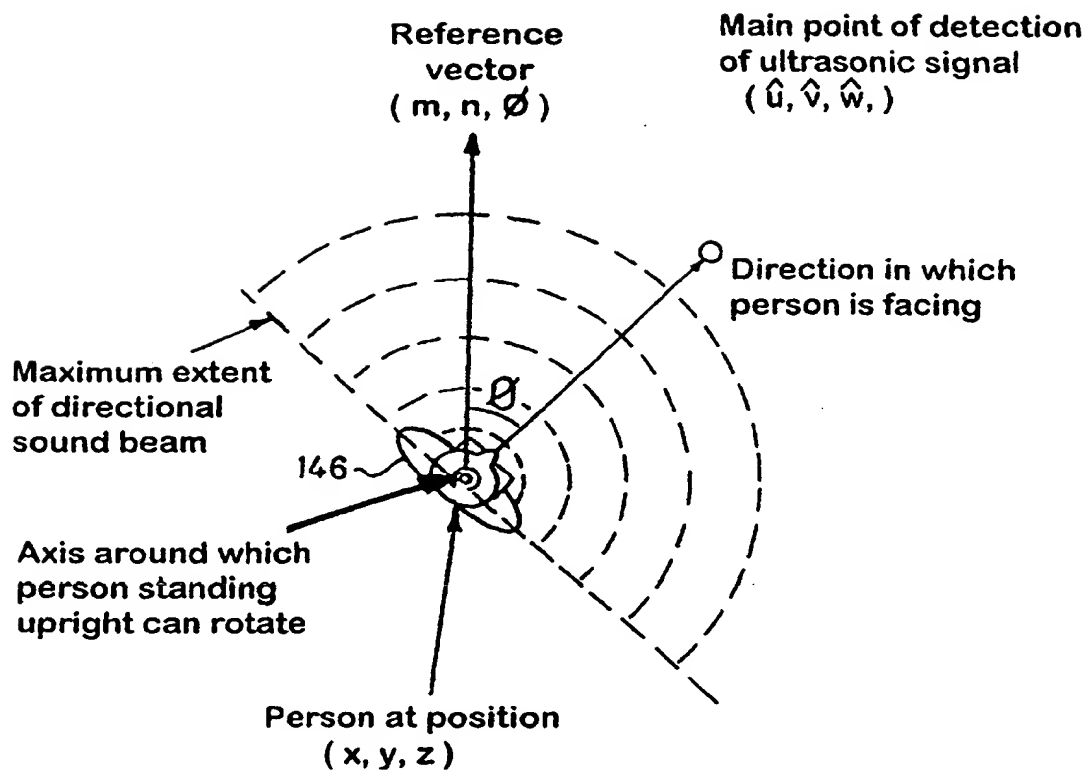 Reference
vector
( m, n, Ø )
Main point of detection
of ultrasonic signal
( û, v̂, ŵ, )
Direction in which
person is facing
Maximum extent
of directional
sound beam
Ø
146
Axis around which
person standing
upright can rotate
Person at position
( x, y, z )